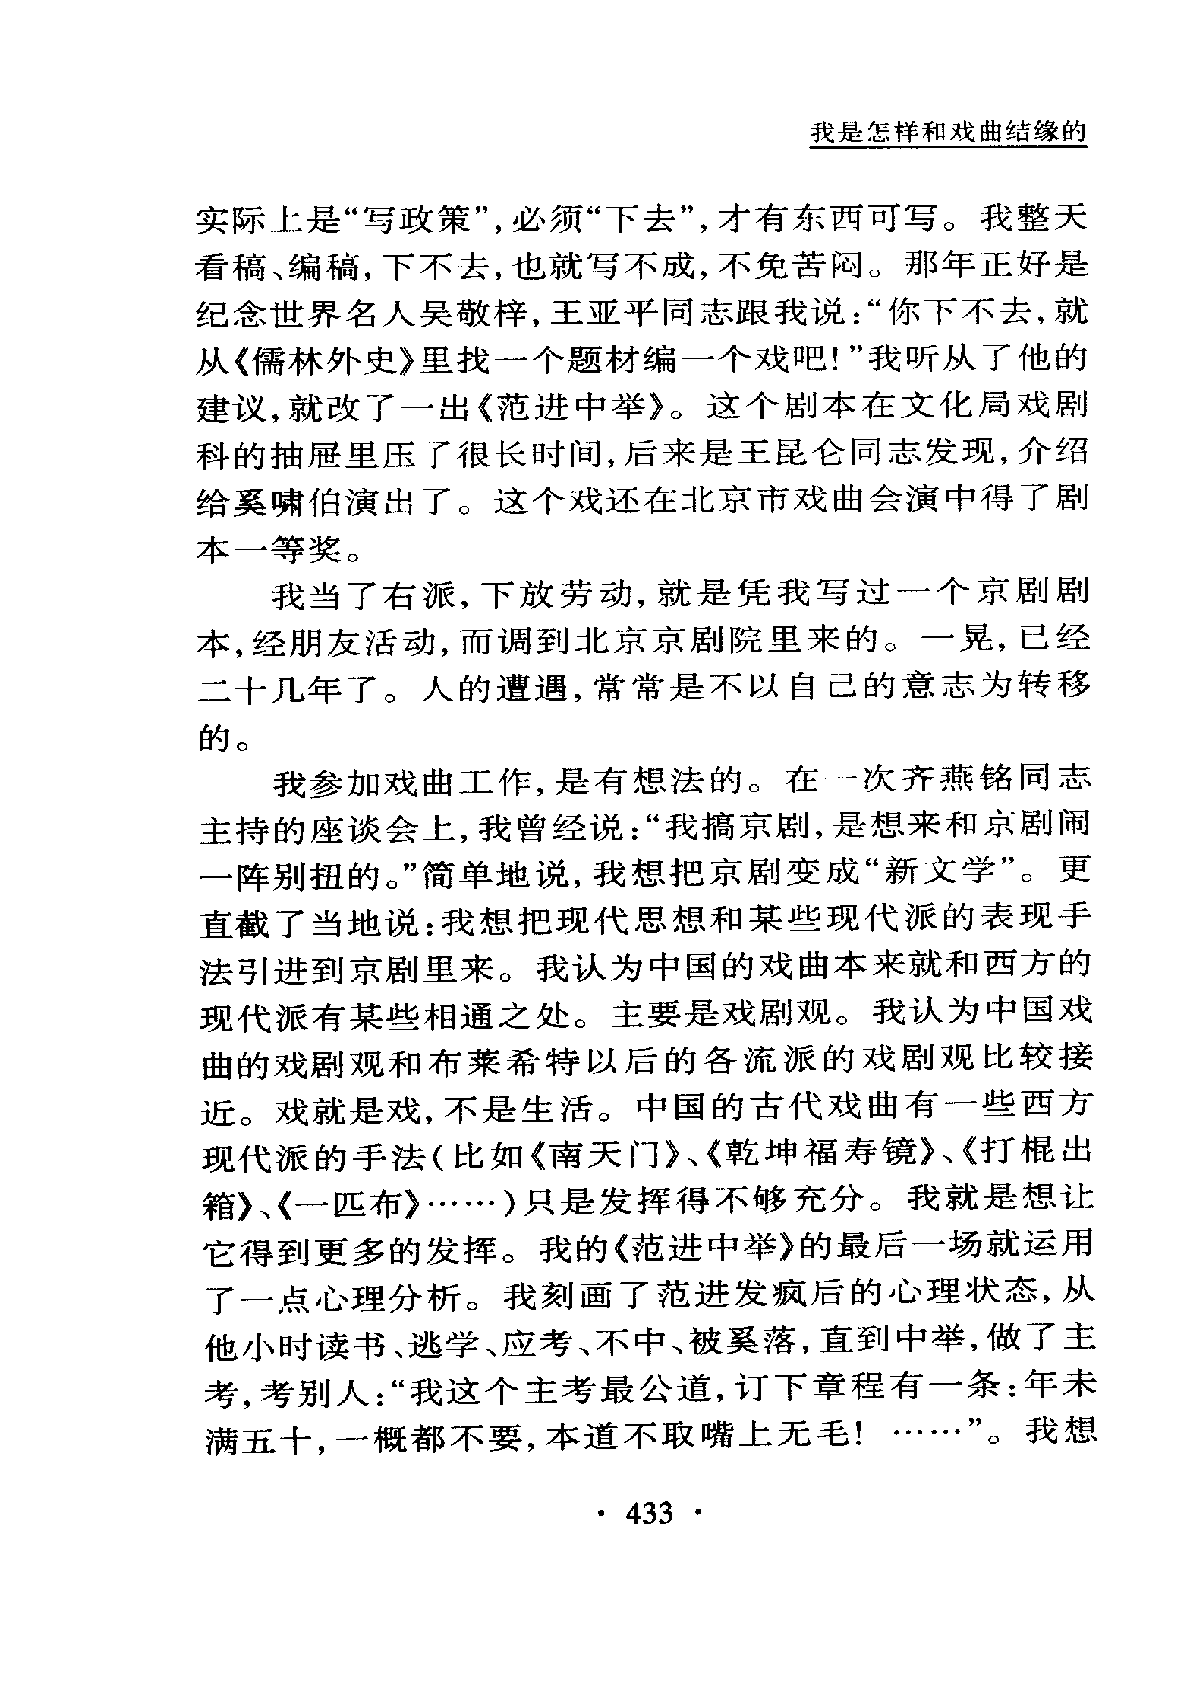 我是怎样和戏曲结缘的
实际上是“写政策”,必须“下去”,才有东西可写。我整天
看稿、编稿,下不去,也就写不成,不免苦闷。那年正好是
纪念世界名人吴敬梓,王亚平同志跟我说:“你下不去,就
从《儒林外史》里找一个题材编一个戏吧!”我听从了他的
建议,就改了一出《范进中举》。这个剧本在文化局戏剧
科的抽屉里压了很长时间,后来是王昆仑同志发现,介绍
给奚啸伯演出了。这个戏还在北京市戏曲会演中得了剧
本一等奖。
我当了右派,下放劳动,就是凭我写过一个京剧剧
本,经朋友活动,而调到北京京剧院里来的。一晃,已经
二十几年了。人的遭遇,常常是不以自己的意志为转移
的。
我参加戏曲工作,是有想法的。在一次齐燕铭同志
主持的座谈会上,我曾经说:“我搞京剧,是想来和京剧闹
一阵别扭的。”简单地说,我想把京剧变成“新文学”。更
直截了当地说:我想把现代思想和某些现代派的表现手
法引进到京剧里来。我认为中国的戏曲本来就和西方的
现代派有某些相通之处。主要是戏剧观。我认为中国戏
曲的戏剧观和布莱希特以后的各流派的戏剧观比较接
近。戏就是戏,不是生活。中国的古代戏曲有一些西方
现代派的手法(比如《南天门》、《乾坤福寿镜》、《打棍出
箱》、《一匹布》……)只是发挥得不够充分。我就是想让
它得到更多的发挥。我的《范进中举》的最后一场就运用
了一点心理分析。我刻画了范进发疯后的心理状态,从
他小时读书、逃学、应考、不中、被奚落,直到中举,做了主
考,考别人:“我这个主考最公道,订下章程有一条:年未
满五十,一概都不要,本道不取嘴上无毛!……”。我想
· 433 ·